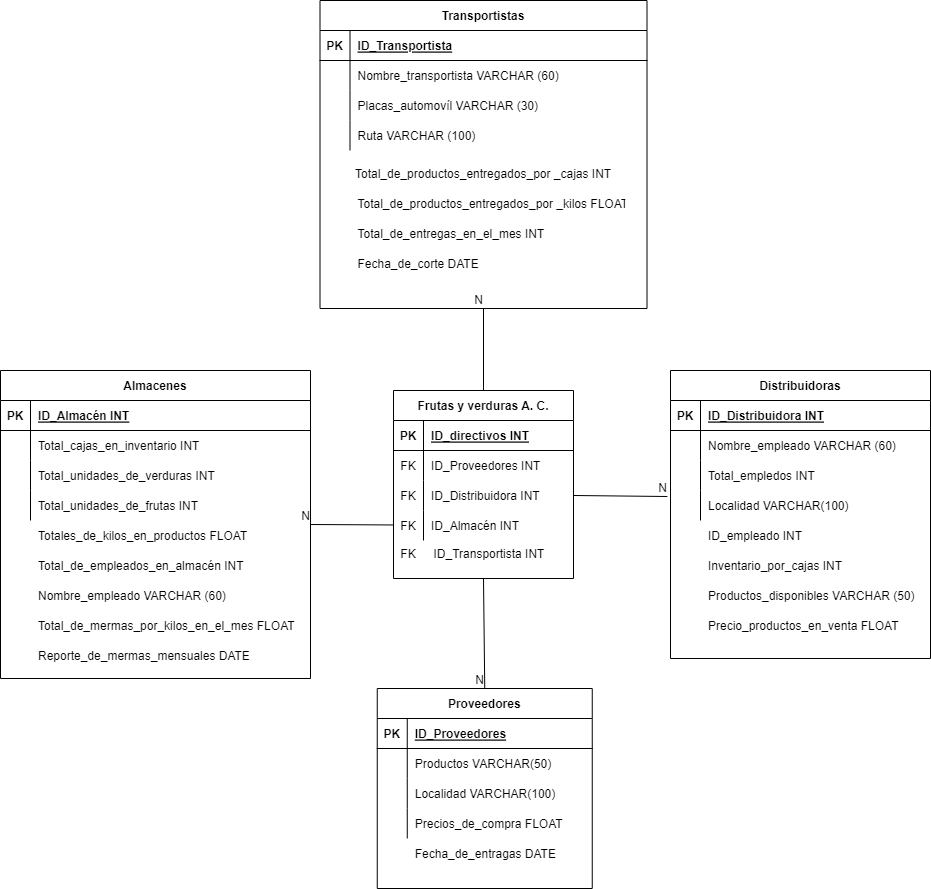 Transportistas
PK ID_Transportista
Nombre_transportista VARCHAR (60)
Placas_automovíl VARCHAR (30)
Ruta VARCHAR (100)
Total_de_productos_entregados_por _cajas INT
Total_de_productos_entregados_por _kilos FLOAT
Total_de_entregas_en_el_mes INT
Fecha_de_corte DATE
N
Almacenes
PK ID_Almacén INT
Total_cajas_en_inventario INT
Total_unidades_de_verduras INT
Total_unidades_de_frutas INT
Totales_de_kilos_en_productos FLOAT
Total_de_empleados_en_almacén INT
Nombre_empleado VARCHAR (60)
Total_de_mermas_por_kilos_en_el_mes FLOAT
Reporte_de_mermas_mensuales DATE
N
Frutas y verduras A. C.
PK ID_directivos INT
FK ID_Proveedores INT
FK ID_Distribuidora INT
FK ID_Almacén INT
FK ID_Transportista INT
N
Distribuidoras
PK ID_Distribuidora INT
Nombre_empleado VARCHAR (60)
Total_empledos INT
Localidad VARCHAR(100)
ID_empleado INT
Inventario_por_cajas INT
Productos_disponibles VARCHAR (50)
Precio_productos_en_venta FLOAT
N
Proveedores
PK ID_Proveedores
Productos VARCHAR(50)
Localidad VARCHAR(100)
Precios_de_compra FLOAT
Fecha_de_entragas DATE